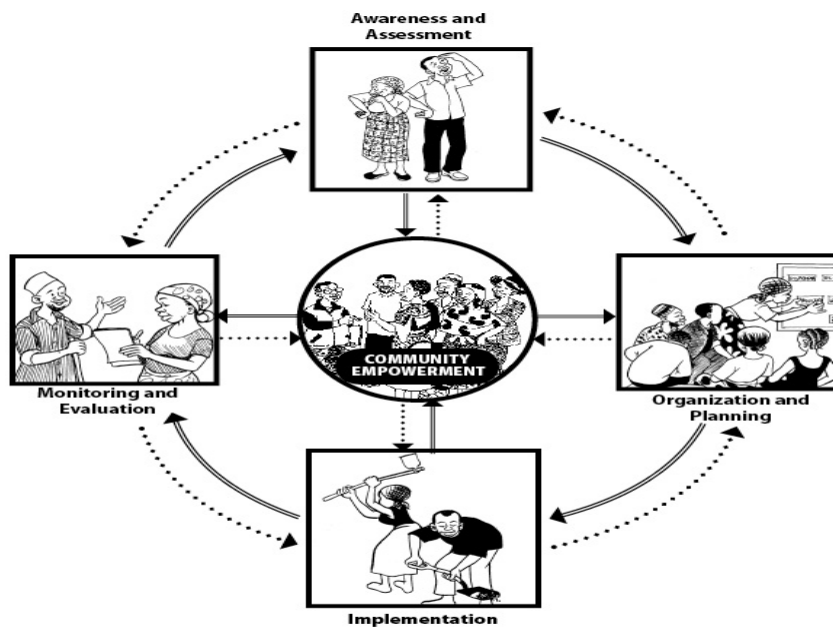 Awareness and
Assessment
COMMUNITY
EMPOWERMENT
Monitoring and
Evaluation
Organization and
Planning
Implementation